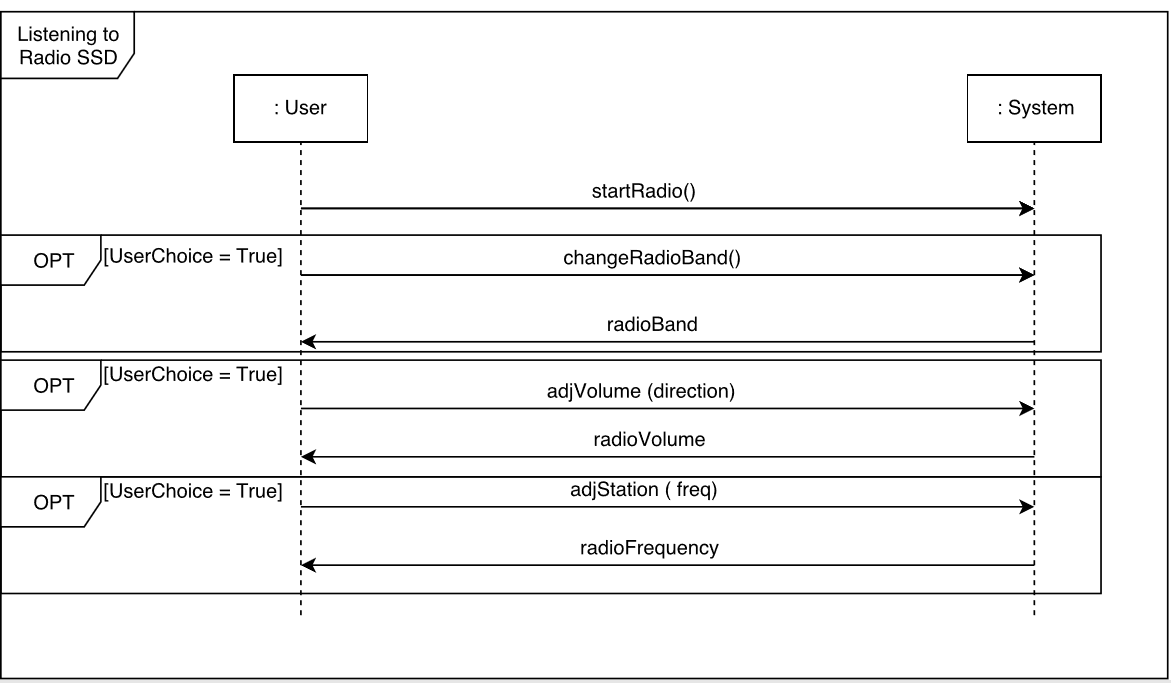 Listening to
Radio SSD
: User
: System
startRadio()
OPT
[UserChoice = True]
changeRadioBand()
radioBand
OPT
[UserChoice = True]
adjVolume (direction)
radioVolume
OPT
[UserChoice = True]
adjStation ( freq)
radioFrequency